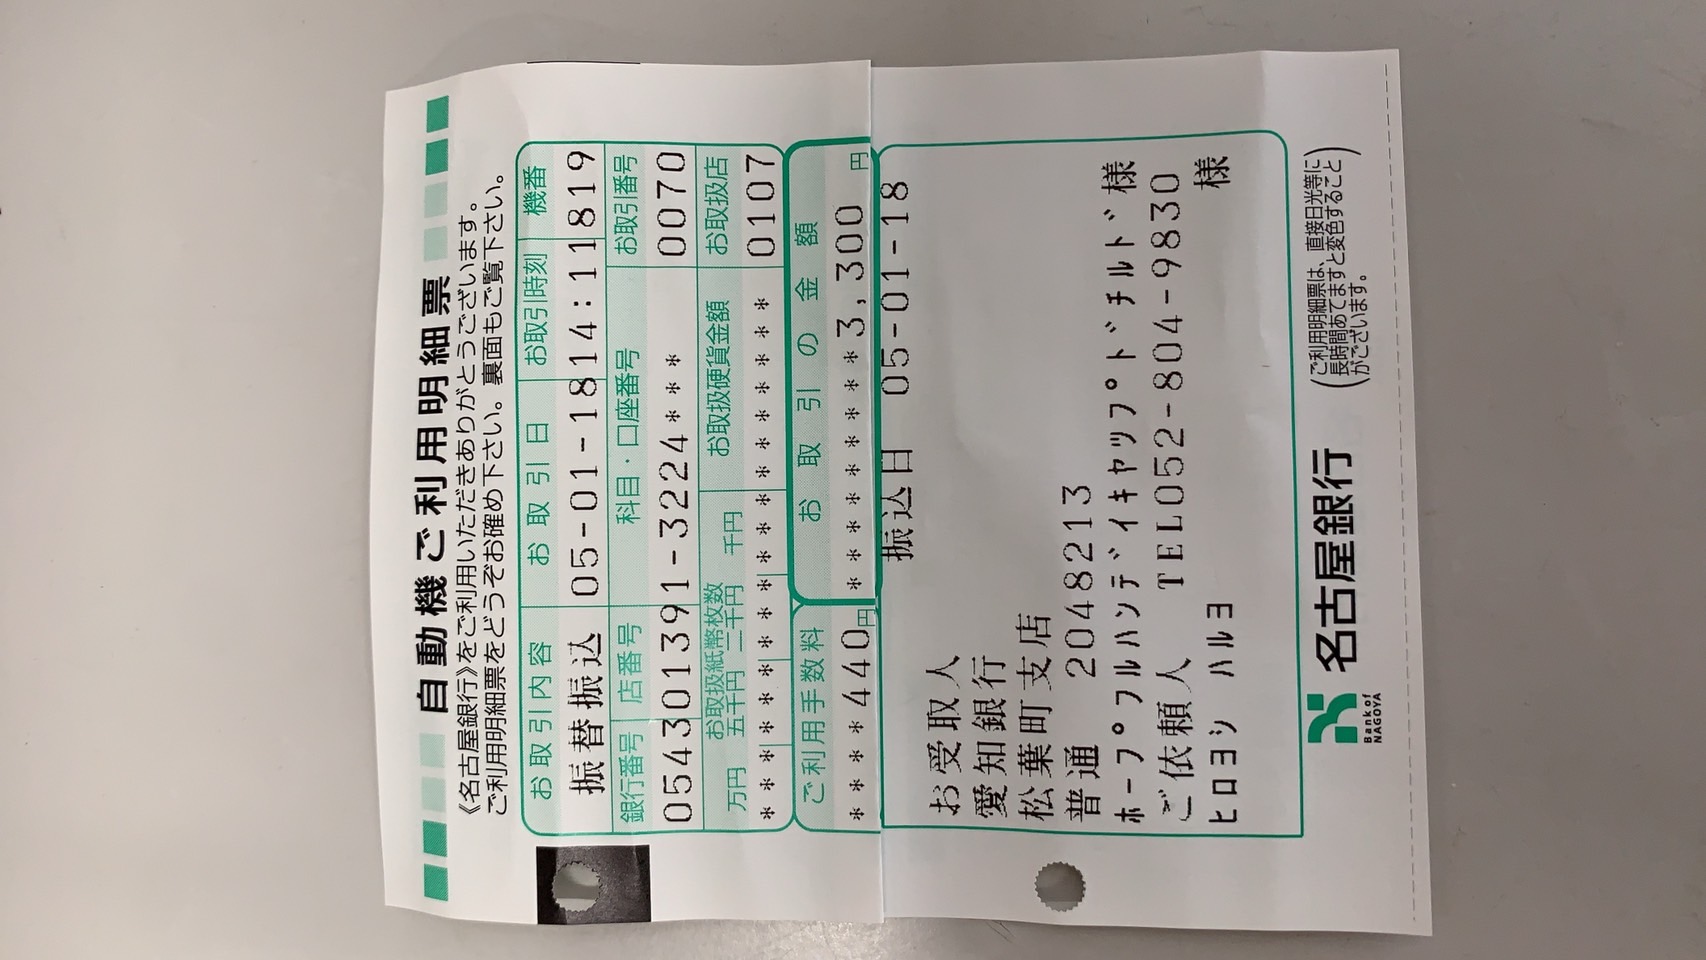 自動機ご利用明細票
《名古屋銀行》をご利用いただきありがとうございます。
ご利用明細票をどうぞお確め下さい。裏面もご覧下さい。
お取引内容 お取引日 お取引時刻 機番
振替振込 05-01-1814:11819
銀行番号 店番号 科目・口座番号 お取引番号
05430139 1-3224**** 0070
お取扱紙幣枚数 お取扱硬貨金額 お取扱店
万円 五千円 二千円 千円
***************** 0107
ご利用手数料 お取引の金額
****440円 *******3,300円
振込日 05-01-18
お受取人
愛知銀行
松葉町支店
普通 2048213
ホープフルハンディキャップドチルド様
ご依頼人 TEL052-804-9830
ヒロヨシ ハルヨ 様
Bank of NAGOYA 名古屋銀行
(ご利用明細票は、直接日光等に
長時間あてますと変色すること
がございます。)